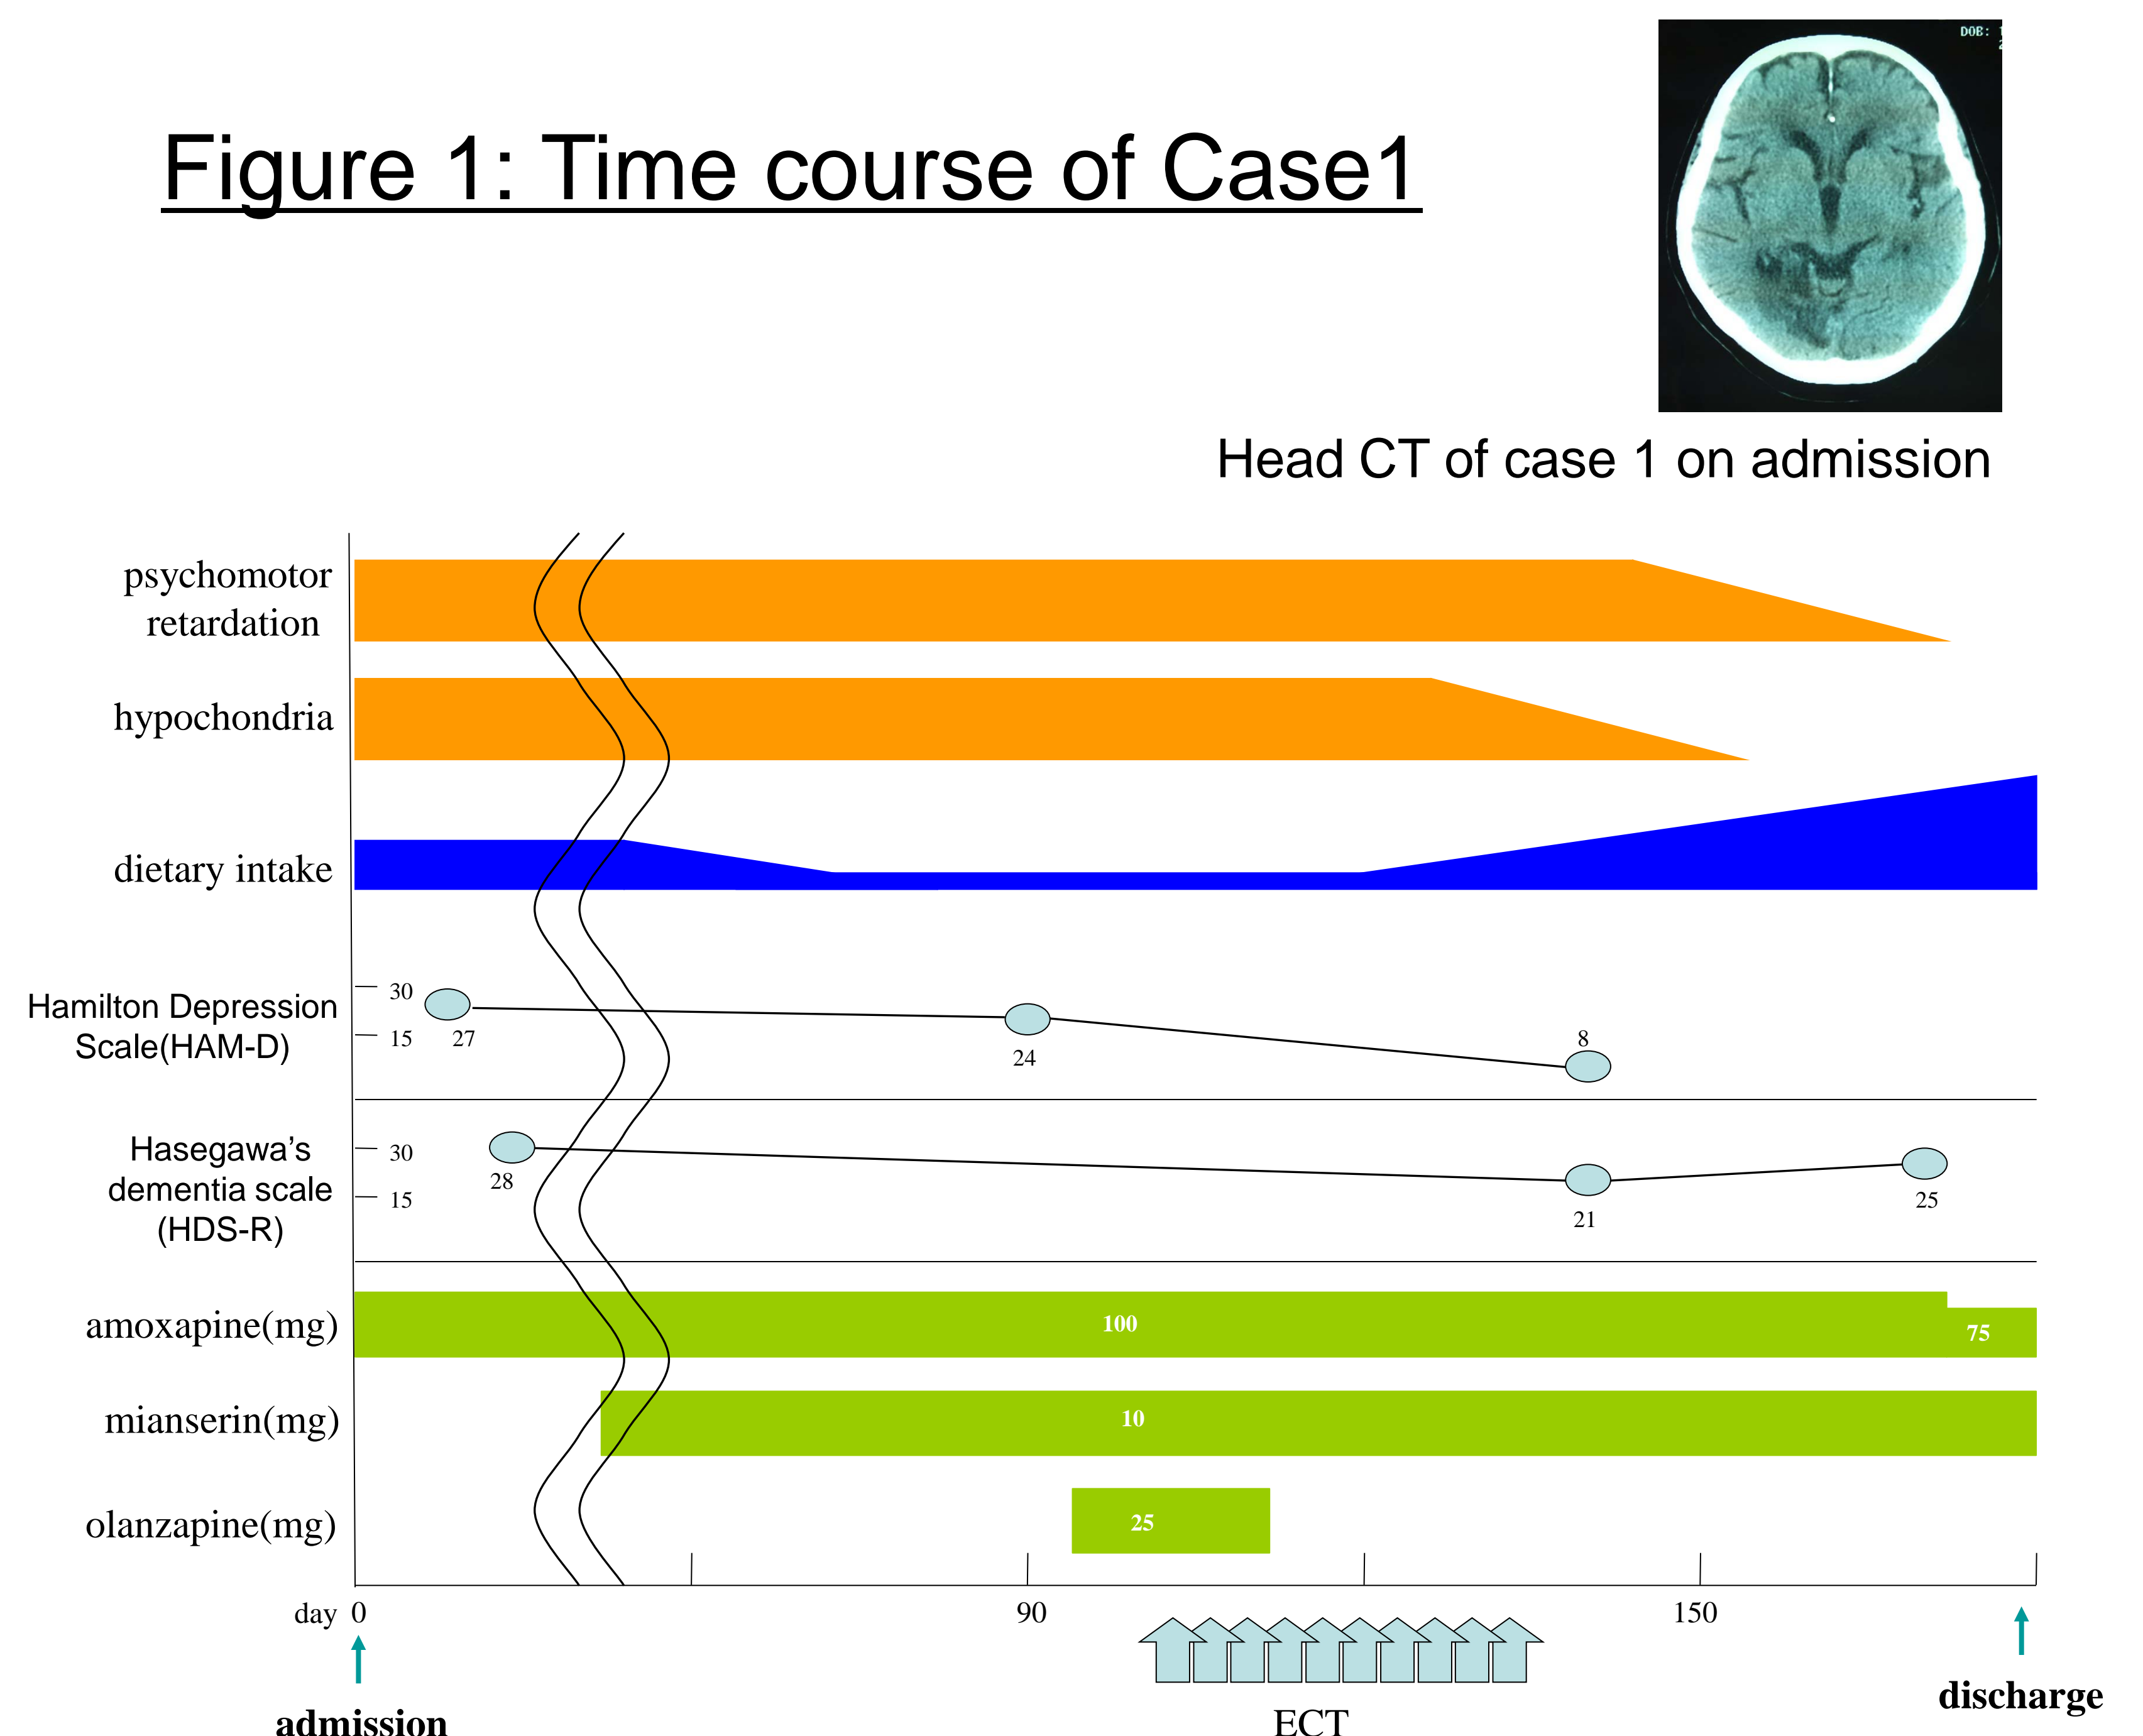 DOB:
Figure 1: Time course of Case1
Head CT of case 1 on admission
psychomotor
retardation
hypochondria
dietary intake
Hamilton Depression
Scale(HAM-D)
30
15
27
24
8
Hasegawa’s
dementia scale
(HDS-R)
30
15
28
21
25
amoxapine(mg)
100
75
mianserin(mg)
10
olanzapine(mg)
25
day 0
90
150
admission
ECT
discharge